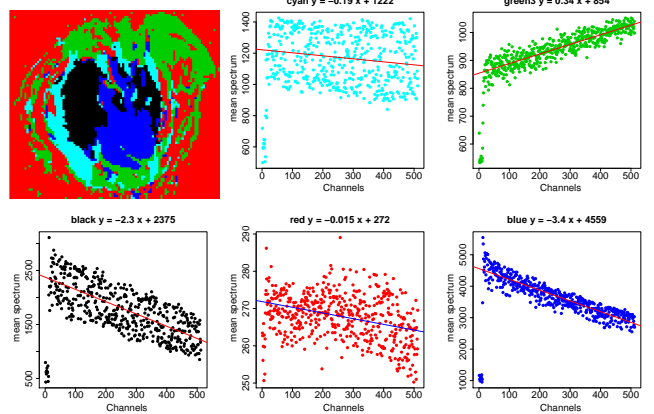 cyan y = −0.19 x + 1222
mean spectrum
600 800 1000 1200 1400
0 100 200 300 400 500
Channels
green3 y = 0.34 x + 854
mean spectrum
600 700 800 900 1000
0 100 200 300 400 500
Channels
black y = −2.3 x + 2375
mean spectrum
500 1500 2500
0 100 200 300 400 500
Channels
red y = −0.015 x + 272
mean spectrum
250 260 270 280 290
0 100 200 300 400 500
Channels
blue y = −3.4 x + 4559
mean spectrum
1000 2000 3000 4000 5000
0 100 200 300 400 500
Channels